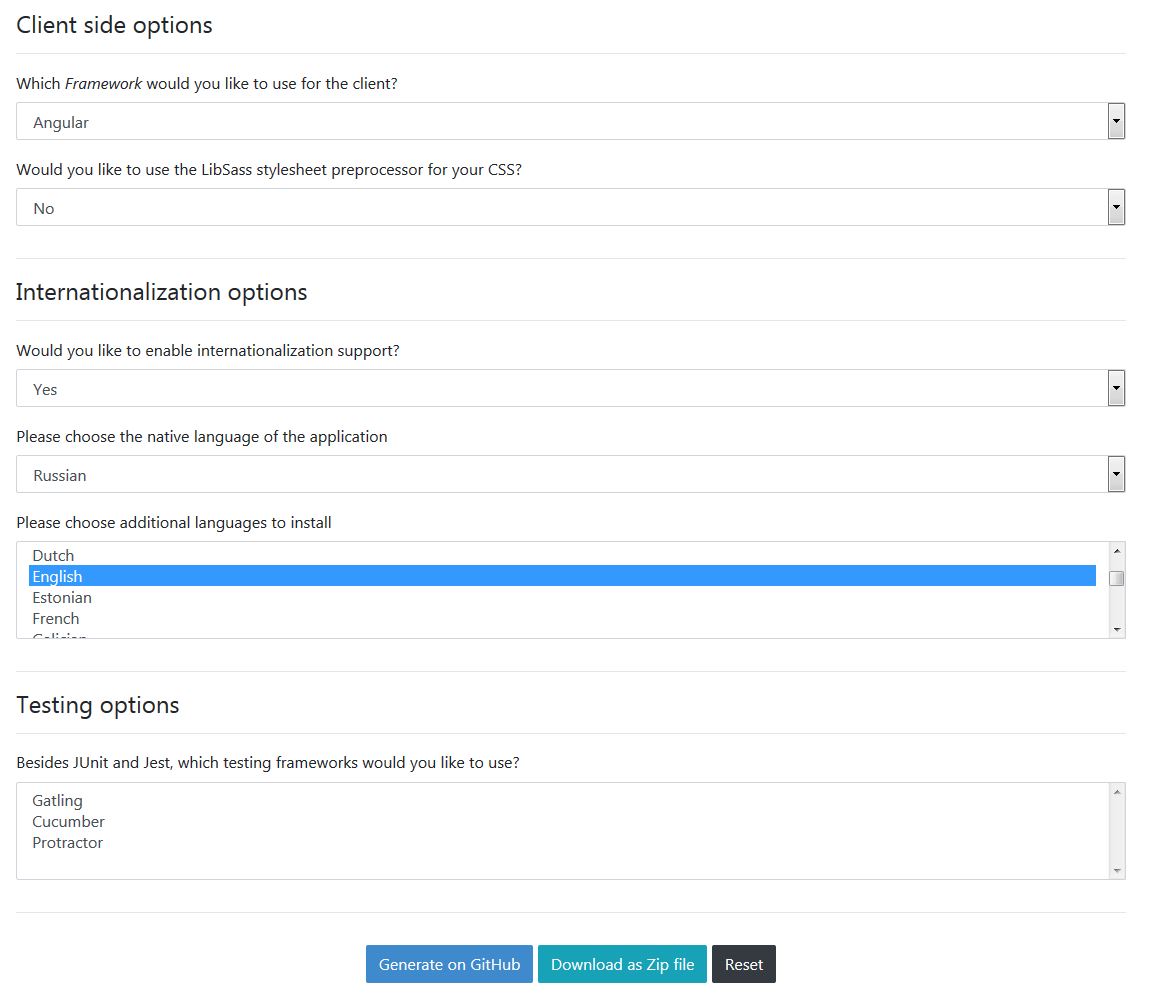 Client side options
Which Framework would you like to use for the client?
Angular
Would you like to use the LibSass stylesheet preprocessor for your CSS?
No
Internationalization options
Would you like to enable internationalization support?
Yes
Please choose the native language of the application
Russian
Please choose additional languages to install
Dutch
English
Estonian
French
Testing options
Besides JUnit and Jest, which testing frameworks would you like to use?
Gatling
Cucumber
Protractor
Generate on GitHub Download as Zip file Reset